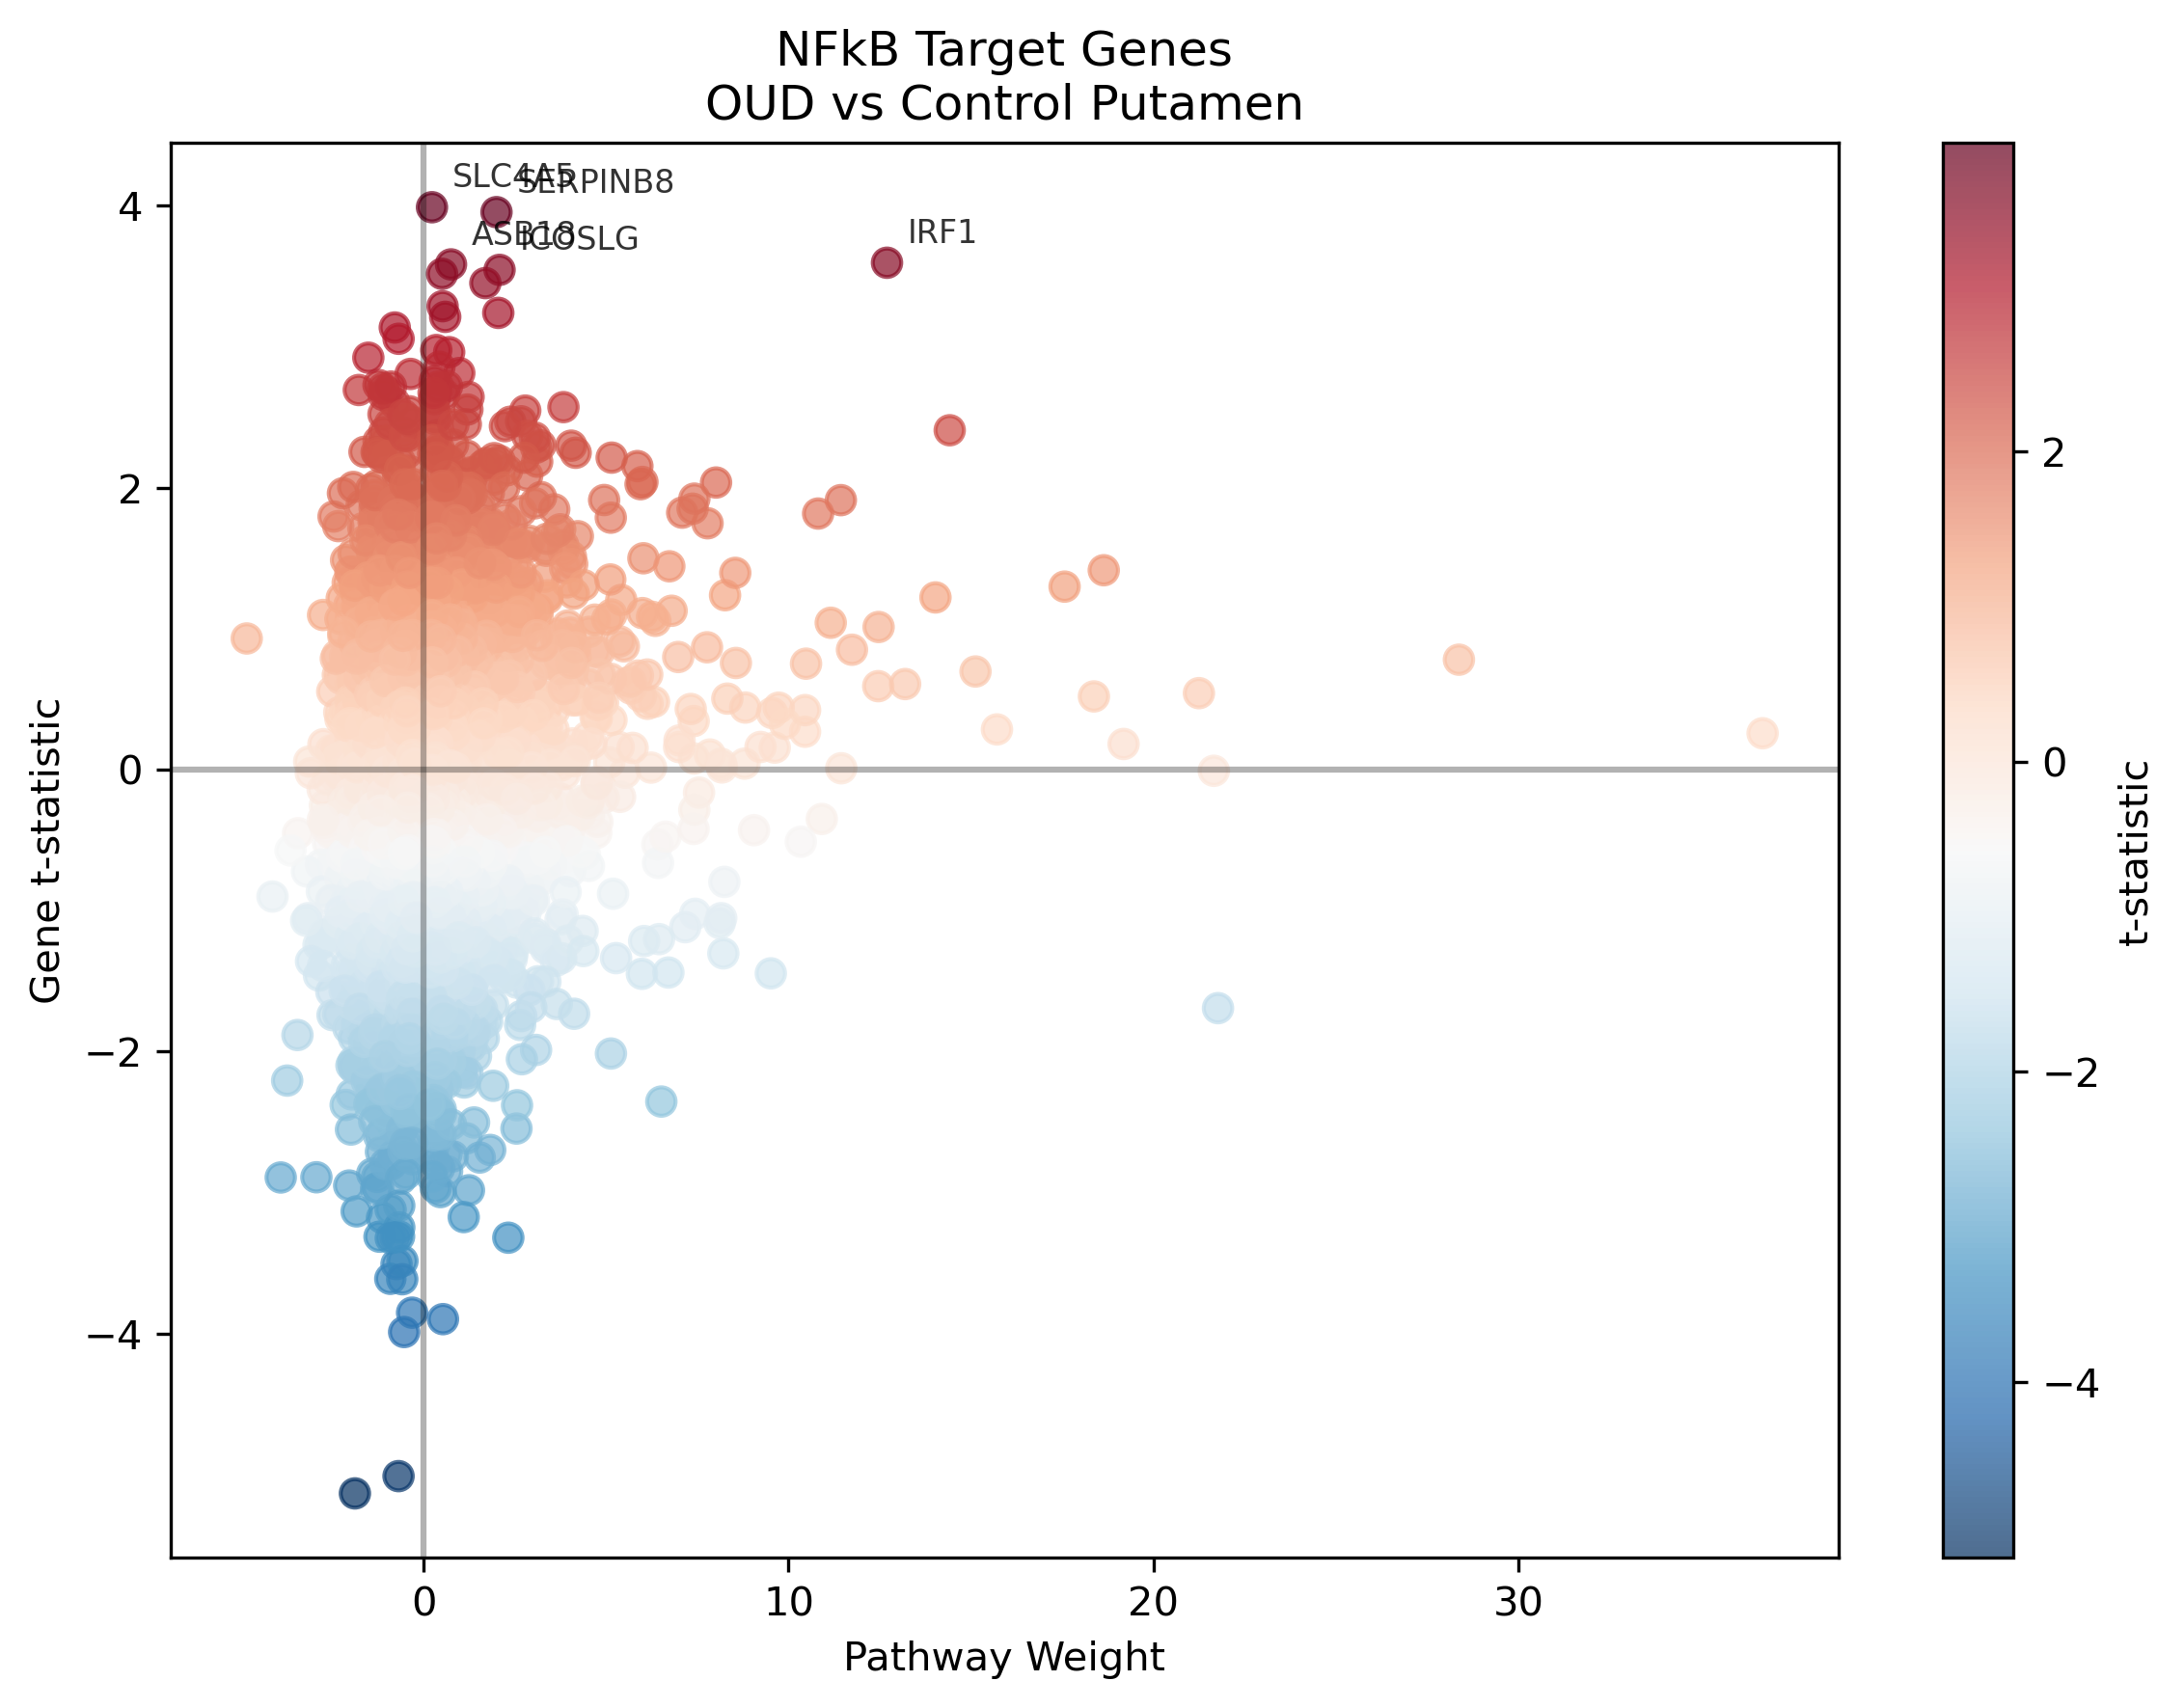 NFkB Target Genes
OUD vs Control Putamen
SLC4A5
SERPINB8
ASB18
ICOSLG
IRF1
4
2
0
−2
−4
Gene t-statistic
0
10
20
30
Pathway Weight
2
0
−2
−4
t-statistic